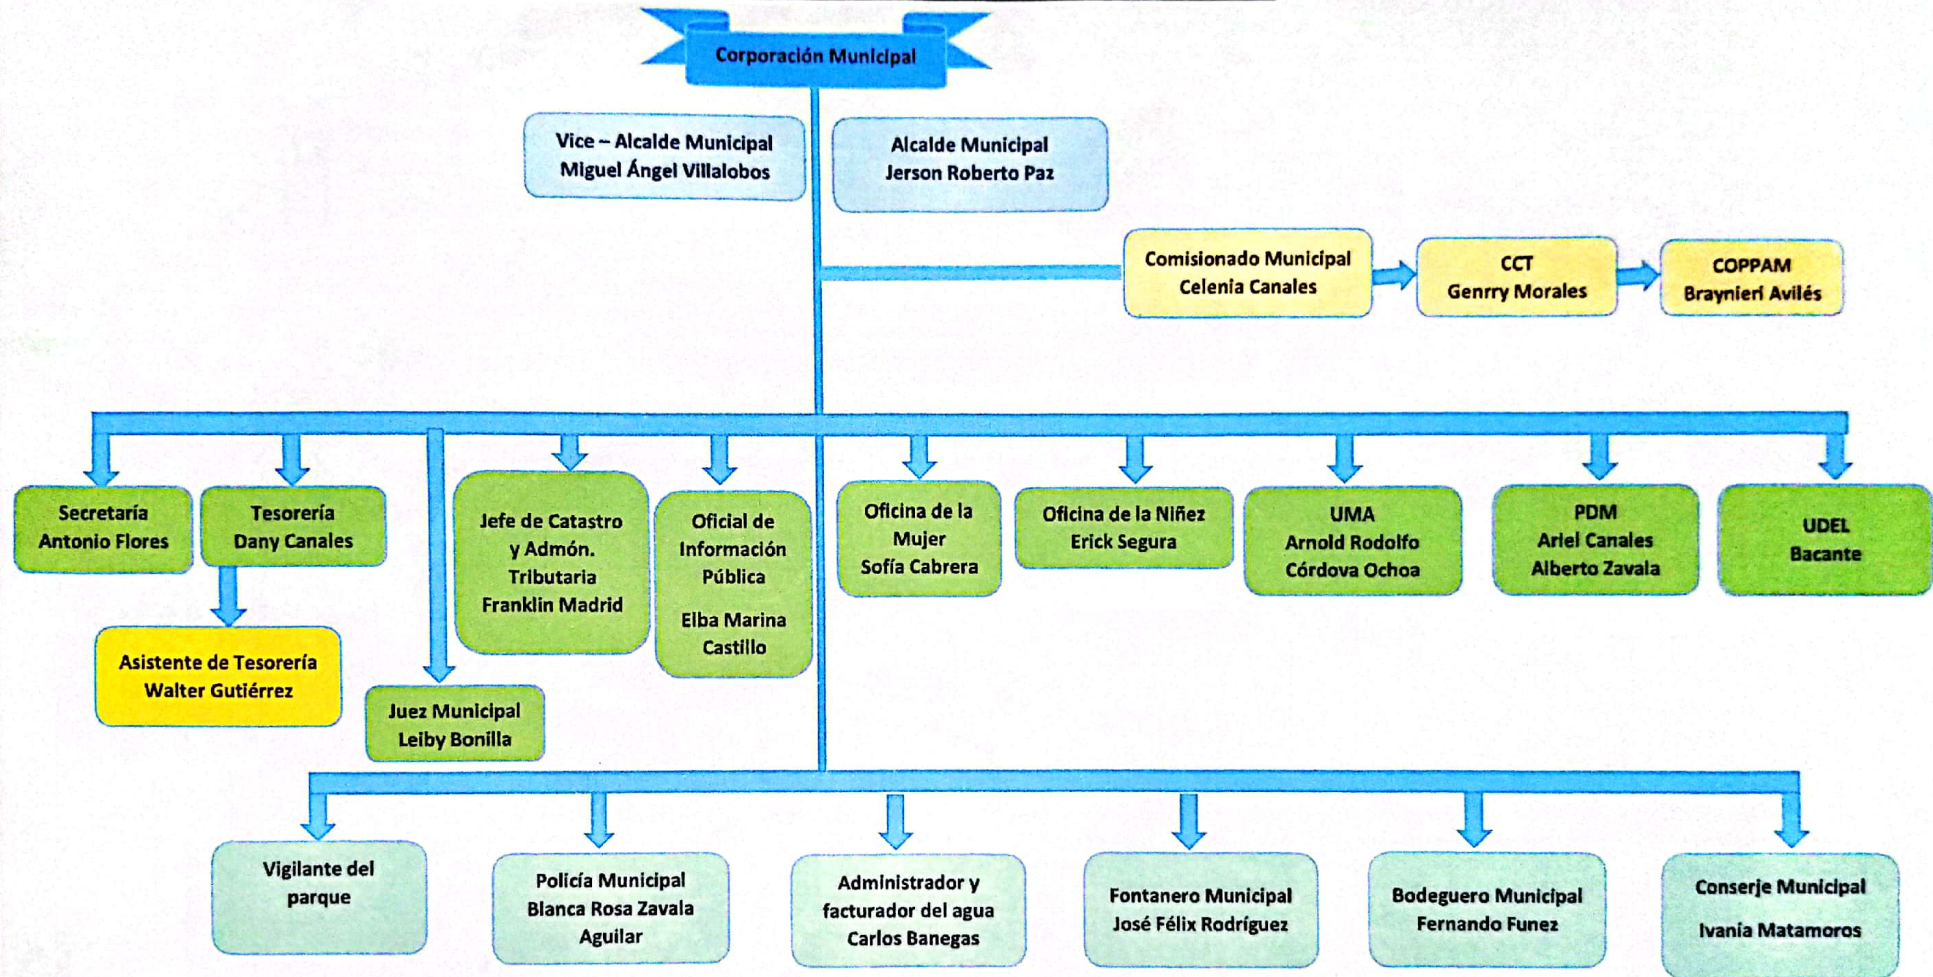 Corporación Municipal
Vice – Alcalde Municipal
Miguel Ángel Villalobos
Alcalde Municipal
Jerson Roberto Paz
Comisionado Municipal
Celenia Canales
CCT
Genrry Morales
COPPAM
Braynieri Avilés
Secretaría
Antonio Flores
Tesorería
Dany Canales
Jefe de Catastro
y Admón.
Tributaria
Franklin Madrid
Oficial de
Información
Pública
Elba Marina
Castillo
Oficina de la
Mujer
Sofía Cabrera
Oficina de la Niñez
Erick Segura
UMA
Arnold Rodolfo
Córdova Ochoa
PDM
Ariel Canales
Alberto Zavala
UDEL
Bacante
Asistente de Tesorería
Walter Gutiérrez
Juez Municipal
Leiby Bonilla
Vigilante del
parque
Policía Municipal
Blanca Rosa Zavala
Aguilar
Administrador y
facturador del agua
Carlos Banegas
Fontanero Municipal
José Félix Rodríguez
Bodeguero Municipal
Fernando Funez
Conserje Municipal
Ivania Matamoros